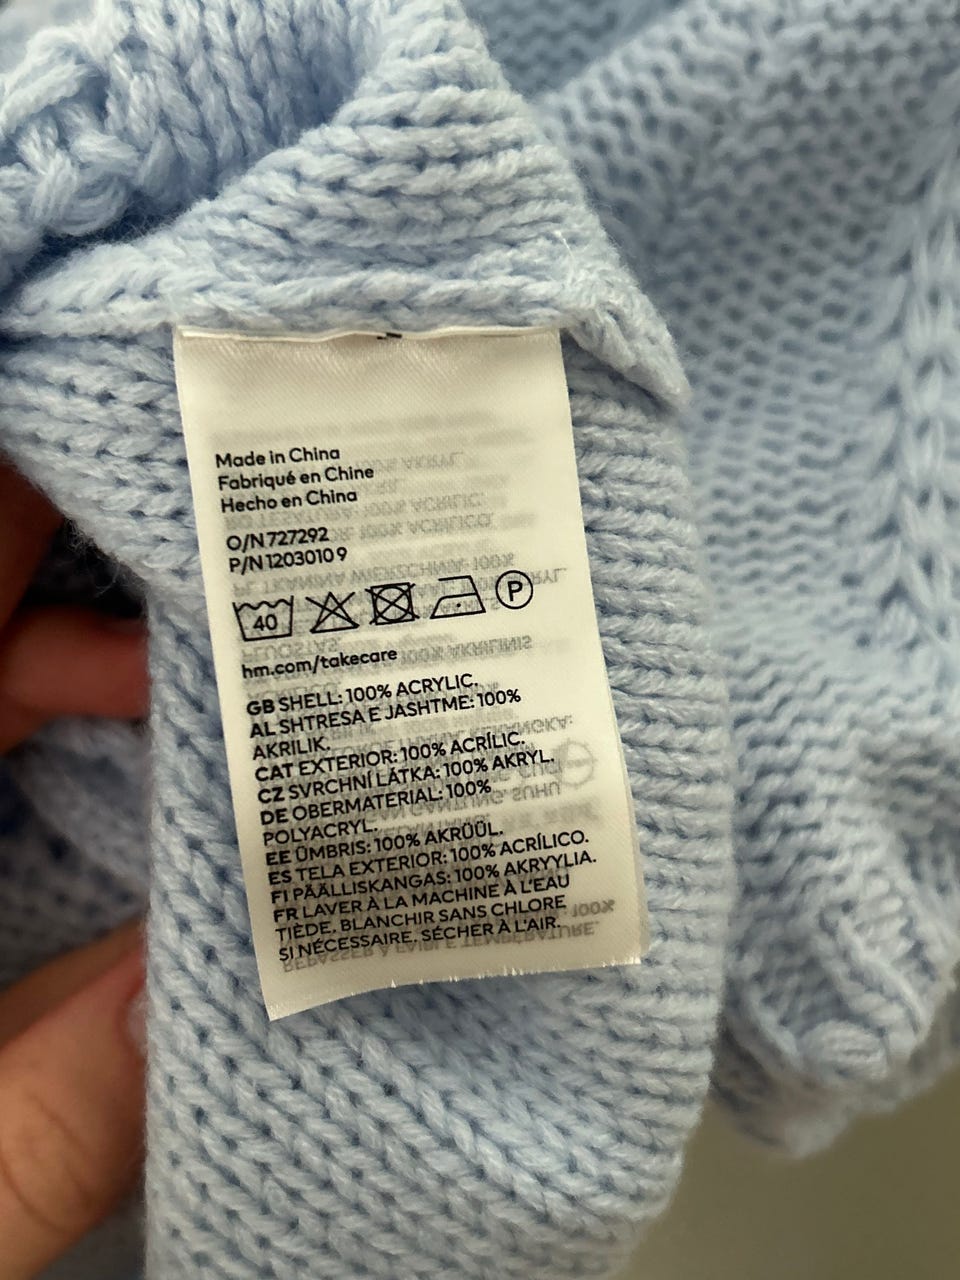 Made in China
Fabriqué en Chine
Hecho en China
O/N 727292
P/N 1203010 9
40
P
hm.com/takecare
GB SHELL: 100% ACRYLIC.
AL SHTRESA E JASHTME: 100%
AKRILIK.
CAT EXTERIOR: 100% ACRÍLIC.
CZ SVRCHNÍ LÁTKA: 100% AKRYL.
DE OBERMATERIAL: 100%
POLYACRYL.
EE ÜMBRIS: 100% AKRÜÜL.
ES TELA EXTERIOR: 100% ACRÍLICO.
FI PÄÄLLISKANGAS: 100% AKRYYLIA.
FR LAVER À LA MACHINE À L'EAU
TIÈDE. BLANCHIR SANS CHLORE
SI NÉCESSAIRE. SÉCHER À L'AIR.